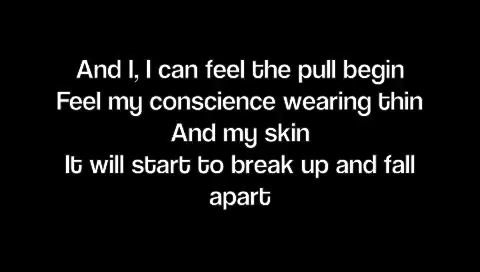 And I, I can feel the pull begin
Feel my conscience wearing thin
And my skin
It will start to break up and fall
apart